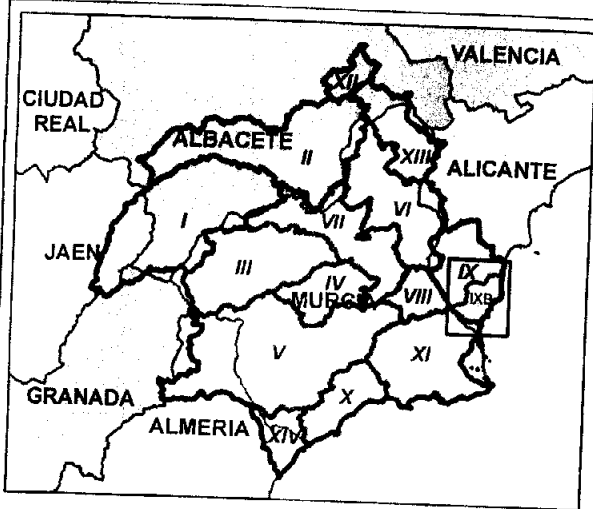 VALENCIA
XII
CIUDAD
REAL
ALBACETE
II
XIII
ALICANTE
I
VII
VI
JAEN
III
IV
MURCI
VIII
IX
IXB
V
XI
GRANADA
X
ALMERIA
XIV